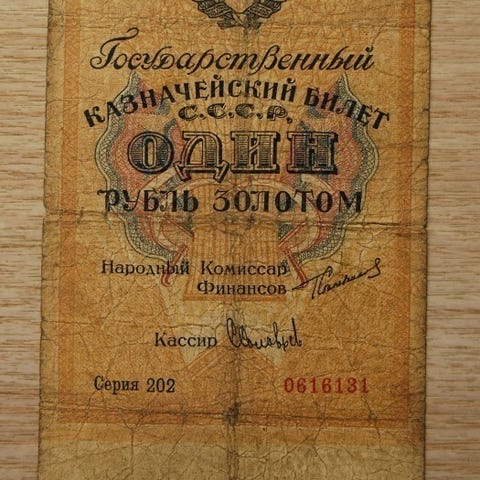 Государственный
КАЗНАЧЕЙСКИЙ БИЛЕТ
С.С.С.Р.
ОДИН
РУБЛЬ ЗОЛОТОМ
Народный Комиссар
Финансов
Кассир
Серия 202 0616131